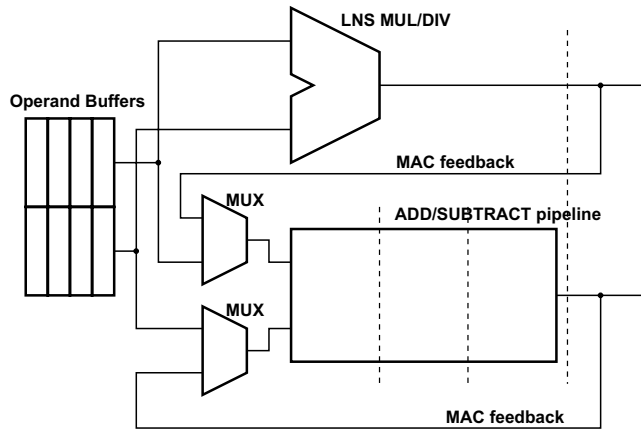 LNS MUL/DIV
Operand Buffers
MAC feedback
MUX
ADD/SUBTRACT pipeline
MUX
MAC feedback